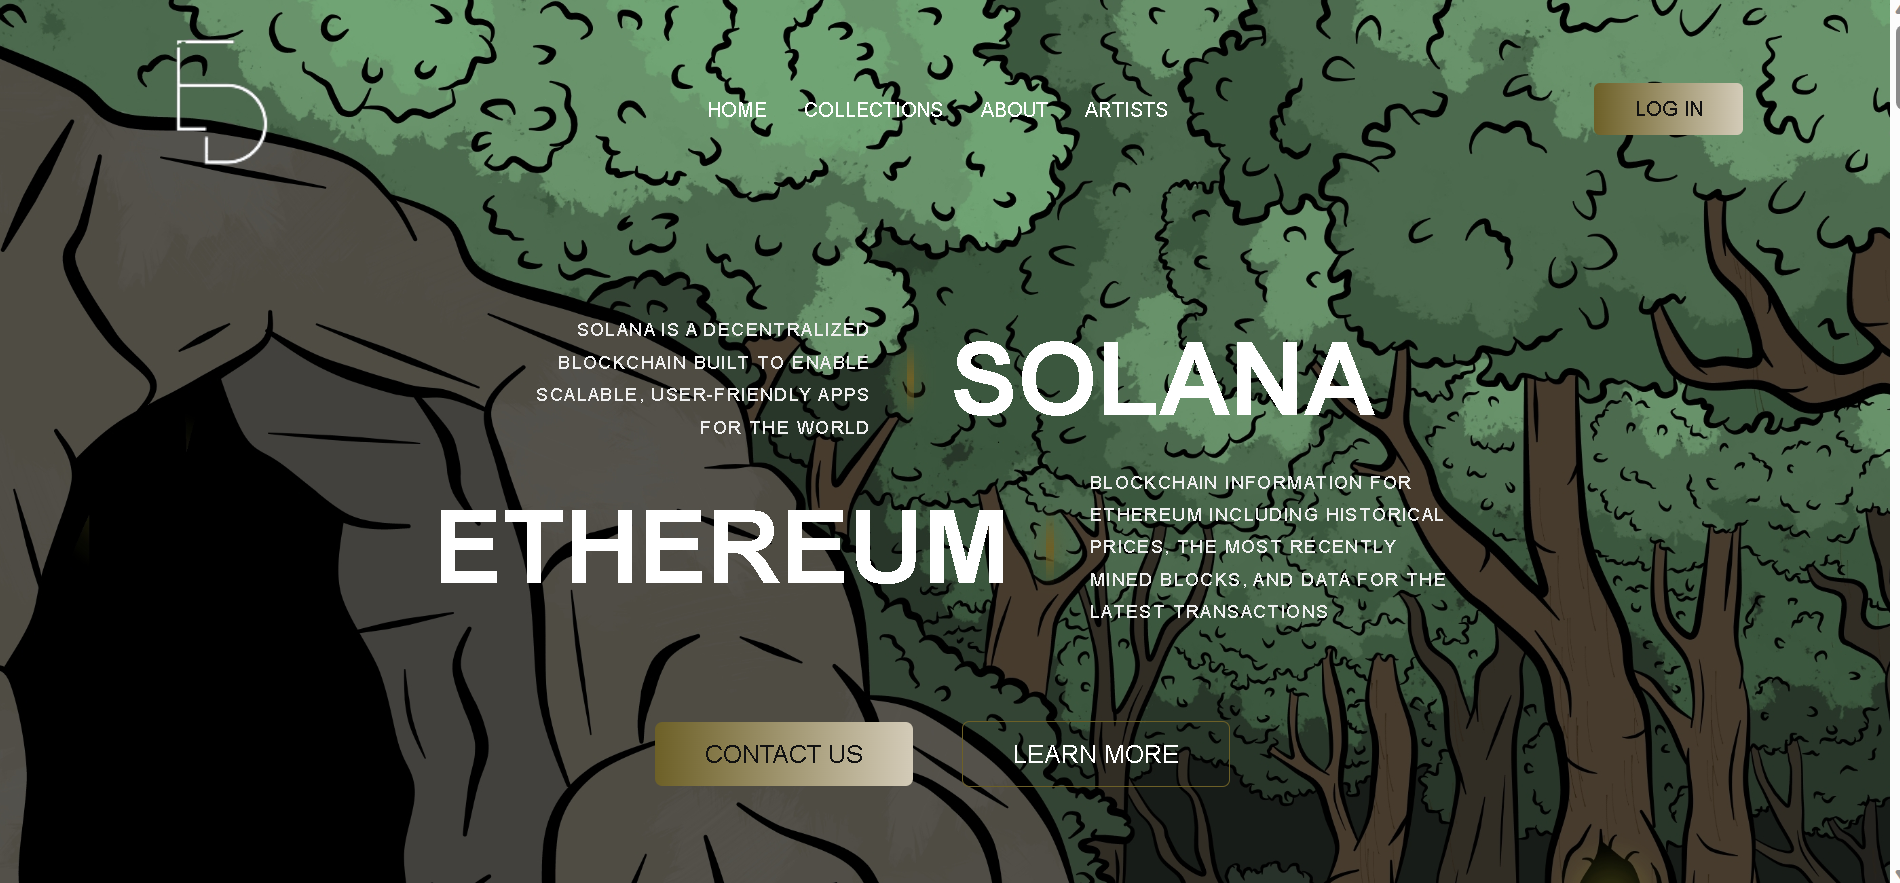 HOME COLLECTIONS ABOUT ARTISTS
LOG IN
SOLANA IS A DECENTRALIZED
BLOCKCHAIN BUILT TO ENABLE
SCALABLE, USER-FRIENDLY APPS
FOR THE WORLD
SOLANA
ETHEREUM
BLOCKCHAIN INFORMATION FOR
ETHEREUM INCLUDING HISTORICAL
PRICES, THE MOST RECENTLY
MINED BLOCKS, AND DATA FOR THE
LATEST TRANSACTIONS
CONTACT US
LEARN MORE